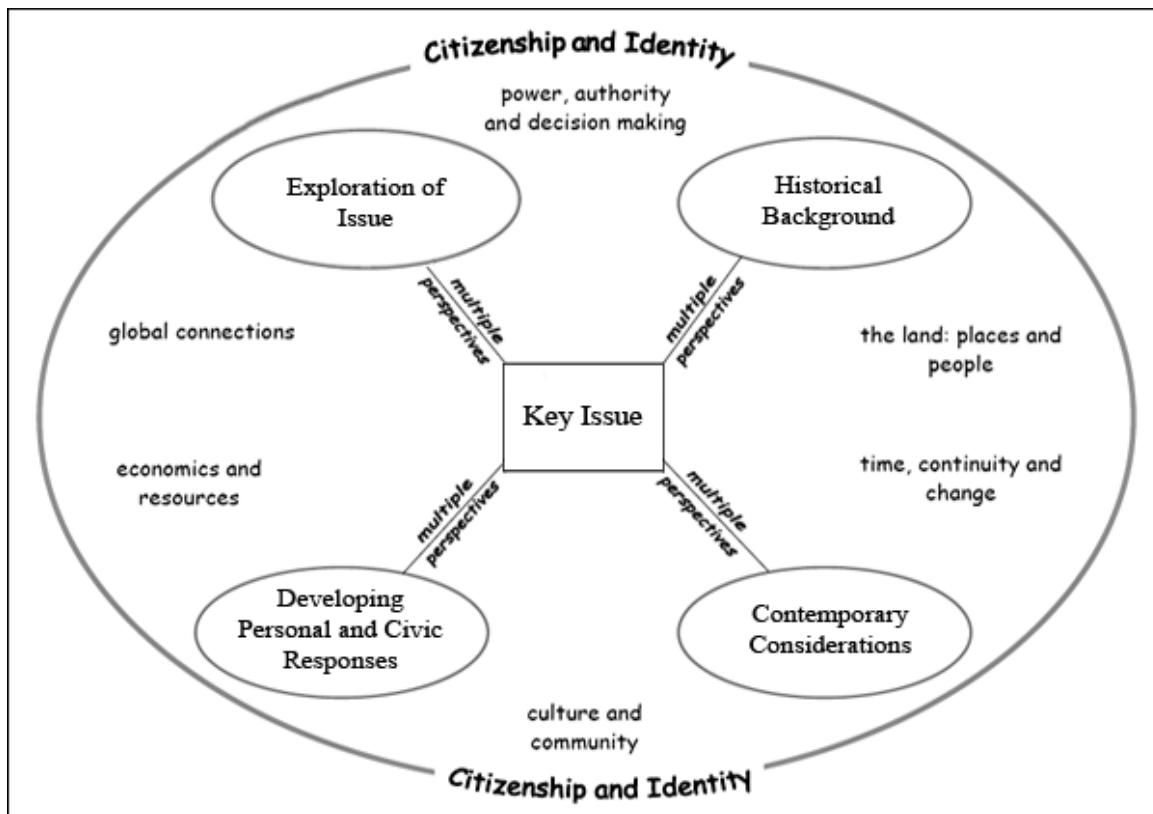 Citizenship and Identity
power, authority
and decision making
Exploration of
Issue
Historical
Background
multiple
perspectives
multiple
perspectives
global connections
the land: places and
people
Key Issue
economics and
resources
time, continuity and
change
multiple
perspectives
multiple
perspectives
Developing
Personal and Civic
Responses
Contemporary
Considerations
culture and
community
Citizenship and Identity